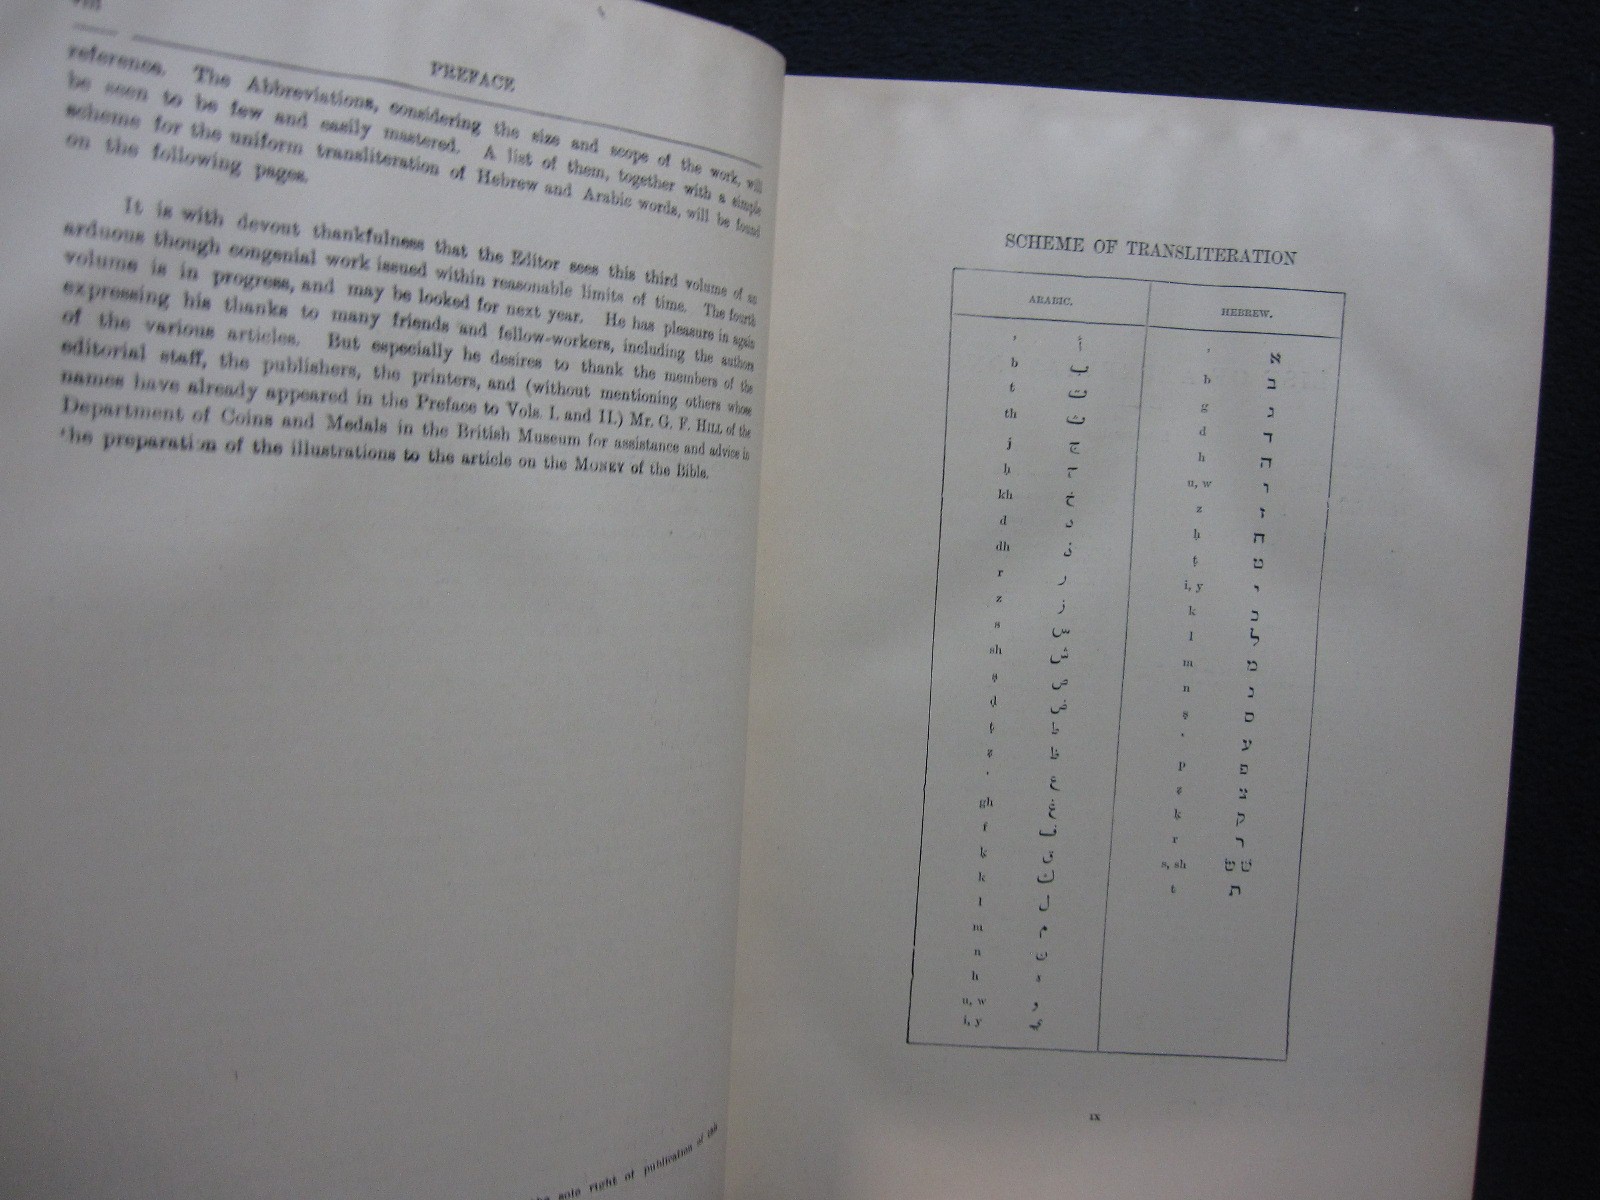 viii
PREFACE
reference. The Abbreviations, considering the size and scope of the work, will
be seen to be few and easily mastered. A list of them, together with a simple
scheme for the uniform transliteration of Hebrew and Arabic words, will be found
on the following pages.
It is with devout thankfulness that the Editor sees this third volume of an
arduous though congenial work issued within reasonable limits of time. The fourth
volume is in progress, and may be looked for next year. He has pleasure in again
expressing his thanks to many friends and fellow-workers, including the authors
of the various articles. But especially he desires to thank the members of the
editorial staff, the publishers, the printers, and (without mentioning others whose
names have already appeared in the Preface to Vols. I. and II.) Mr. G. F. HILL of the
Department of Coins and Medals in the British Museum for assistance and advice in
the preparation of the illustrations to the article on the MONEY of the Bible.
the sole right of publication of this
SCHEME OF TRANSLITERATION
ARABIC. HEBREW.
b ب
t ت
th ث
j ج
ḥ ح
kh خ
d د
dh ذ
r ر
z ز
s س
sh ش
ṣ ص
ḍ ض
ṭ ط
ẓ ظ
‘ ع
gh غ
f ف
ḳ ق
k ك
l ل
m م
n ن
h ه
u, w و
i, y ي
’ א
b ב
g ג
d ד
h ה
u, w ו
z ז
ḥ ח
ṭ ט
i, y י
k כ
l ל
m מ
n נ
ṣ ס
‘ ע
p פ
ẓ צ
ḳ ק
r ר
s, sh שׂ שׁ
t ת
ix